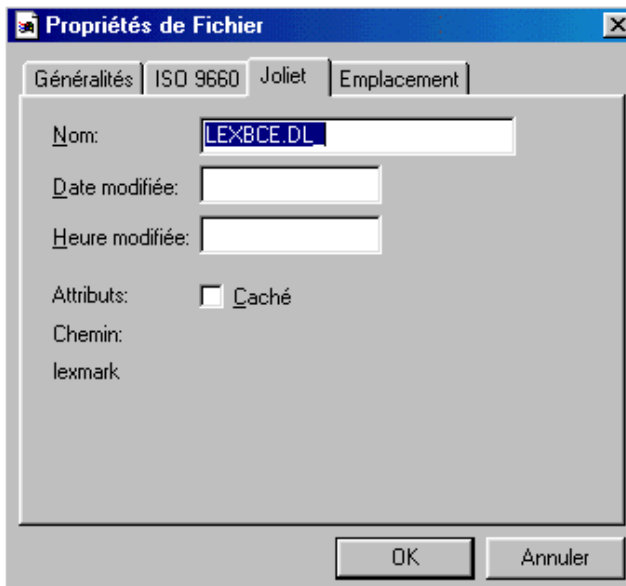 Propriétés de Fichier
Généralités ISO 9660 Joliet Emplacement
Nom: LEXBCE.DL_
Date modifiée:
Heure modifiée:
Attributs: Caché
Chemin:
lexmark
OK Annuler